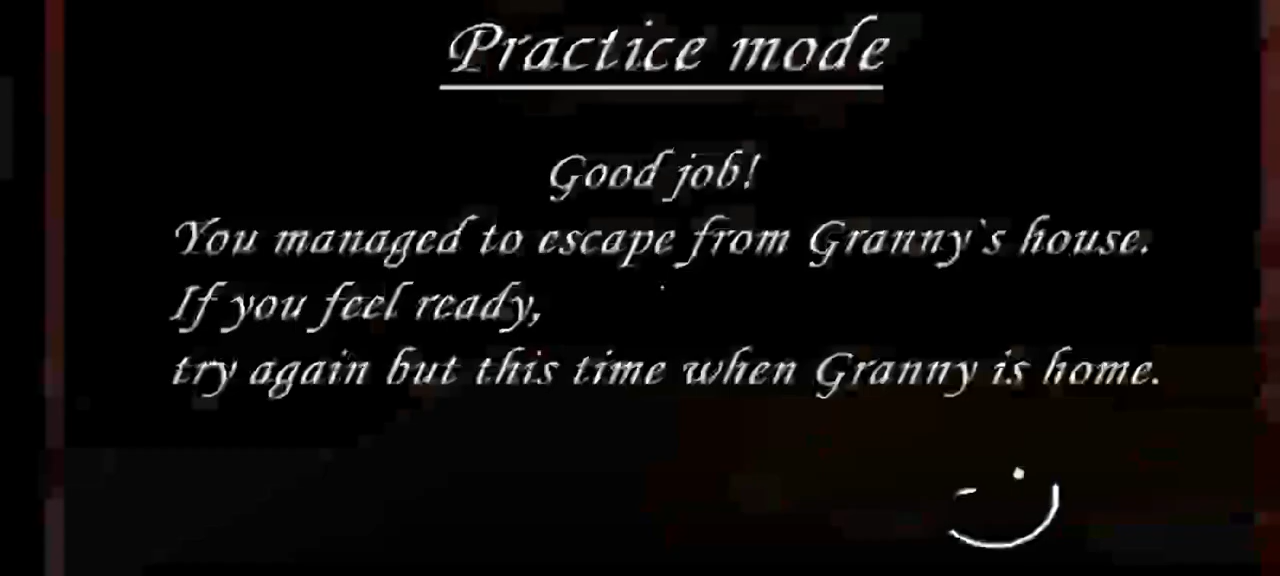 Practice mode
Good job!
You managed to escape from Granny`s house.
If you feel ready,
try again but this time when Granny is home.